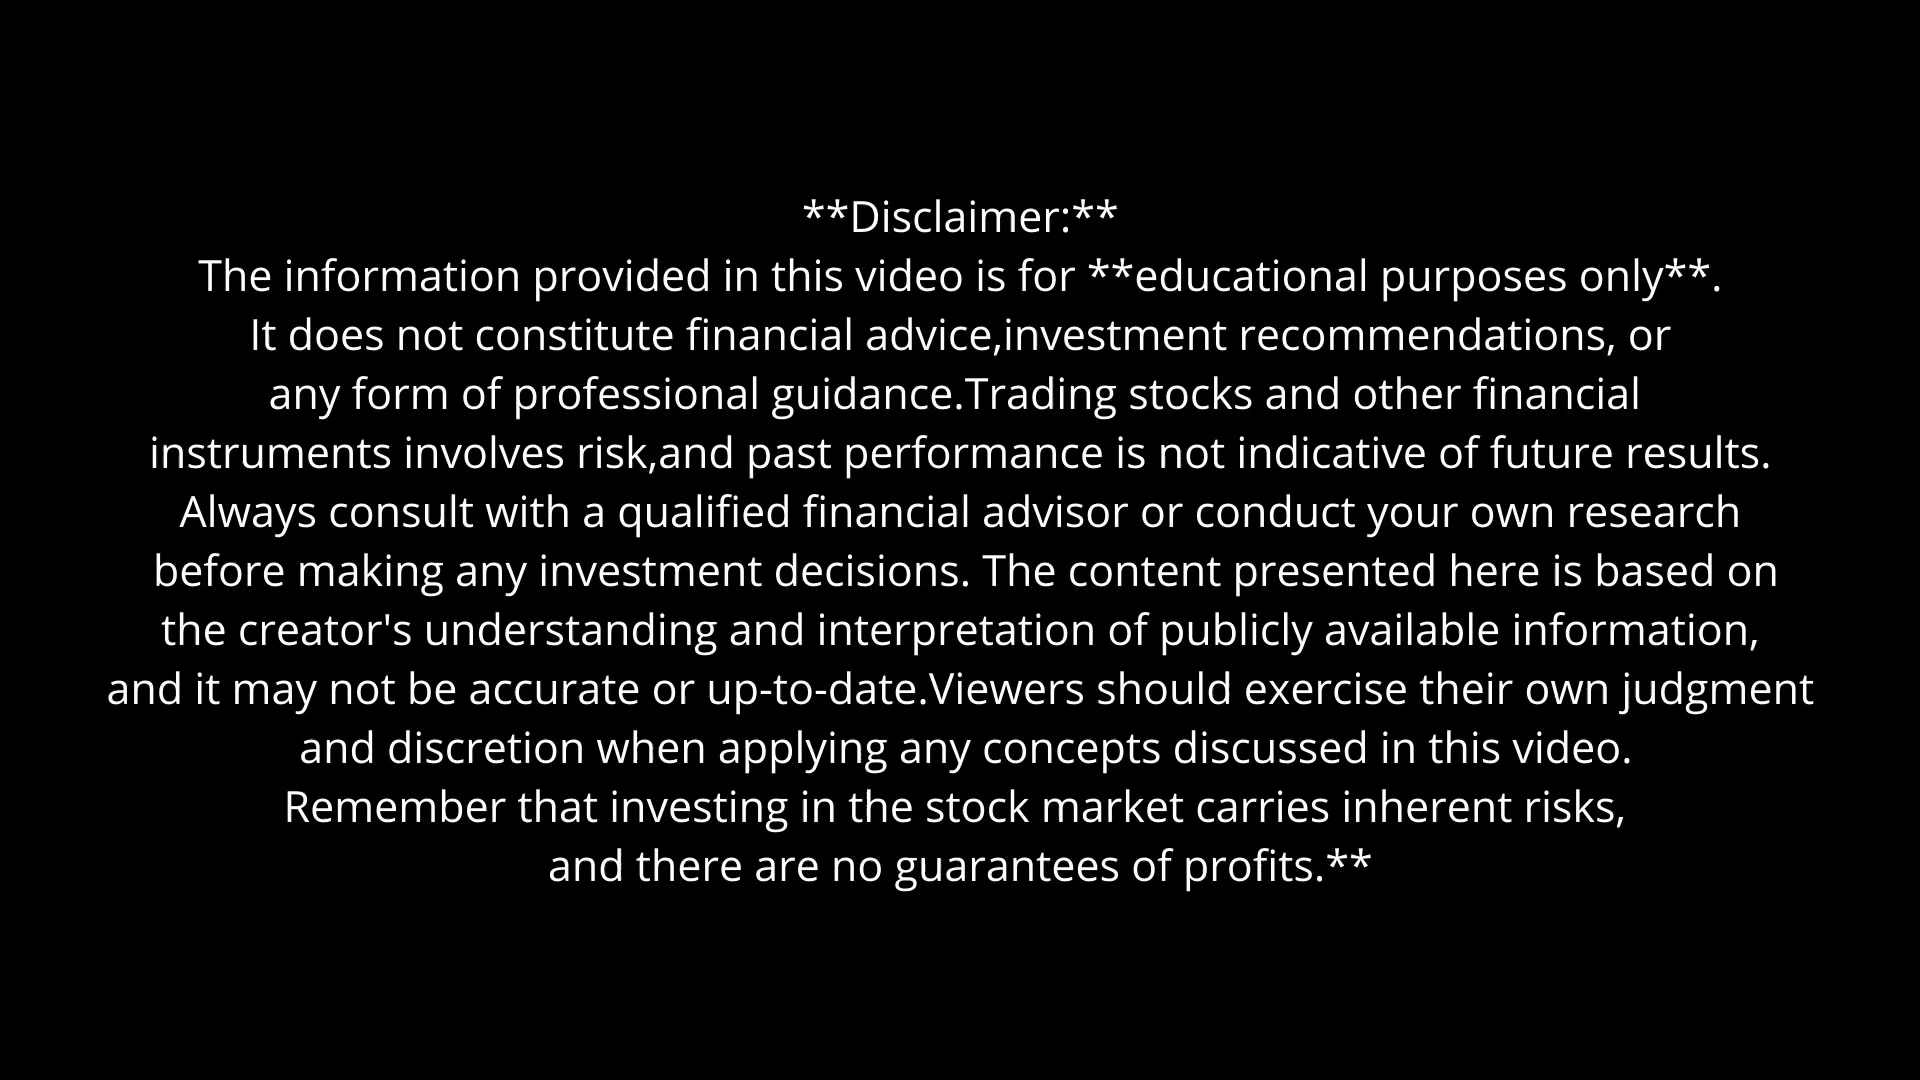 **Disclaimer:**
The information provided in this video is for **educational purposes only**.
It does not constitute financial advice,investment recommendations, or
any form of professional guidance.Trading stocks and other financial
instruments involves risk,and past performance is not indicative of future results.
Always consult with a qualified financial advisor or conduct your own research
before making any investment decisions. The content presented here is based on
the creator's understanding and interpretation of publicly available information,
and it may not be accurate or up-to-date.Viewers should exercise their own judgment
and discretion when applying any concepts discussed in this video.
Remember that investing in the stock market carries inherent risks,
and there are no guarantees of profits.**